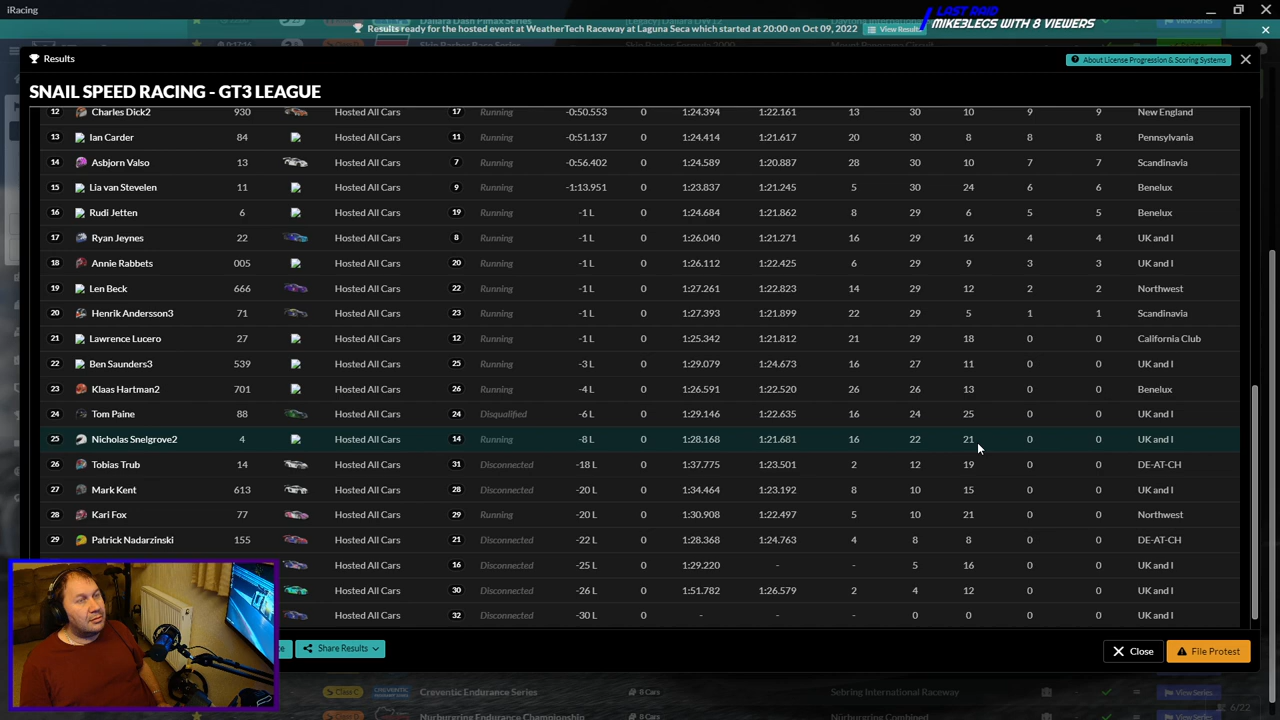 iRacing
LAST RAID
MIKE3LEGS WITH 8 VIEWERS
Results ready for the hosted event at WeatherTech Raceway at Laguna Seca which started at 20:00 on Oct 09, 2022
View Results
Results
About License Progression & Scoring Systems
SNAIL SPEED RACING - GT3 LEAGUE
12 Charles Dick2 930 Hosted All Cars 17 Running -0:50.553 0 1:24.394 1:22.161 13 30 10 9 9 New England
13 Ian Carder 84 Hosted All Cars 11 Running -0:51.137 0 1:24.414 1:21.617 20 30 8 8 8 Pennsylvania
14 Asbjorn Valso 13 Hosted All Cars 7 Running -0:56.402 0 1:24.589 1:20.887 28 30 10 7 7 Scandinavia
15 Lia van Stevelen 11 Hosted All Cars 9 Running -1:13.951 0 1:23.837 1:21.245 5 30 24 6 6 Benelux
16 Rudi Jetten 6 Hosted All Cars 19 Running -1 L 0 1:24.684 1:21.862 8 29 6 5 5 Benelux
17 Ryan Jeynes 22 Hosted All Cars 8 Running -1 L 0 1:26.040 1:21.271 16 29 16 4 4 UK and I
18 Annie Rabbets 005 Hosted All Cars 20 Running -1 L 0 1:26.112 1:22.425 6 29 9 3 3 UK and I
19 Len Beck 666 Hosted All Cars 22 Running -1 L 0 1:27.261 1:22.823 14 29 12 2 2 Northwest
20 Henrik Andersson3 71 Hosted All Cars 23 Running -1 L 0 1:27.393 1:21.899 22 29 5 1 1 Scandinavia
21 Lawrence Lucero 27 Hosted All Cars 12 Running -1 L 0 1:25.342 1:21.812 21 29 18 0 0 California Club
22 Ben Saunders3 539 Hosted All Cars 25 Running -3 L 0 1:29.079 1:24.673 16 27 11 0 0 UK and I
23 Klaas Hartman2 701 Hosted All Cars 26 Running -4 L 0 1:26.591 1:22.520 26 26 13 0 0 Benelux
24 Tom Paine 88 Hosted All Cars 24 Disqualified -6 L 0 1:29.146 1:22.635 16 24 25 0 0 UK and I
25 Nicholas Snelgrove2 4 Hosted All Cars 14 Running -8 L 0 1:28.168 1:21.681 16 22 21 0 0 UK and I
26 Tobias Trub 14 Hosted All Cars 31 Disconnected -18 L 0 1:37.775 1:23.501 2 12 19 0 0 DE-AT-CH
27 Mark Kent 613 Hosted All Cars 28 Disconnected -20 L 0 1:34.464 1:23.192 8 10 15 0 0 UK and I
28 Kari Fox 77 Hosted All Cars 29 Running -20 L 0 1:30.908 1:22.497 5 10 21 0 0 Northwest
29 Patrick Nadarzinski 155 Hosted All Cars 21 Disconnected -22 L 0 1:28.368 1:24.763 4 8 8 0 0 DE-AT-CH
Hosted All Cars 16 Disconnected -25 L 0 1:29.220 - - 5 16 0 0 UK and I
Hosted All Cars 30 Disconnected -26 L 0 1:51.782 1:26.579 2 4 12 0 0 UK and I
Hosted All Cars 32 Disconnected -30 L 0 - - 0 0 0 0 UK and I
Share Results
Close
File Protest
Class C Creventic Endurance Series 8 Cars Sebring International Raceway View Series
Nurburgring Endurance Championship 9 Cars Nürburgring Combined
6/22